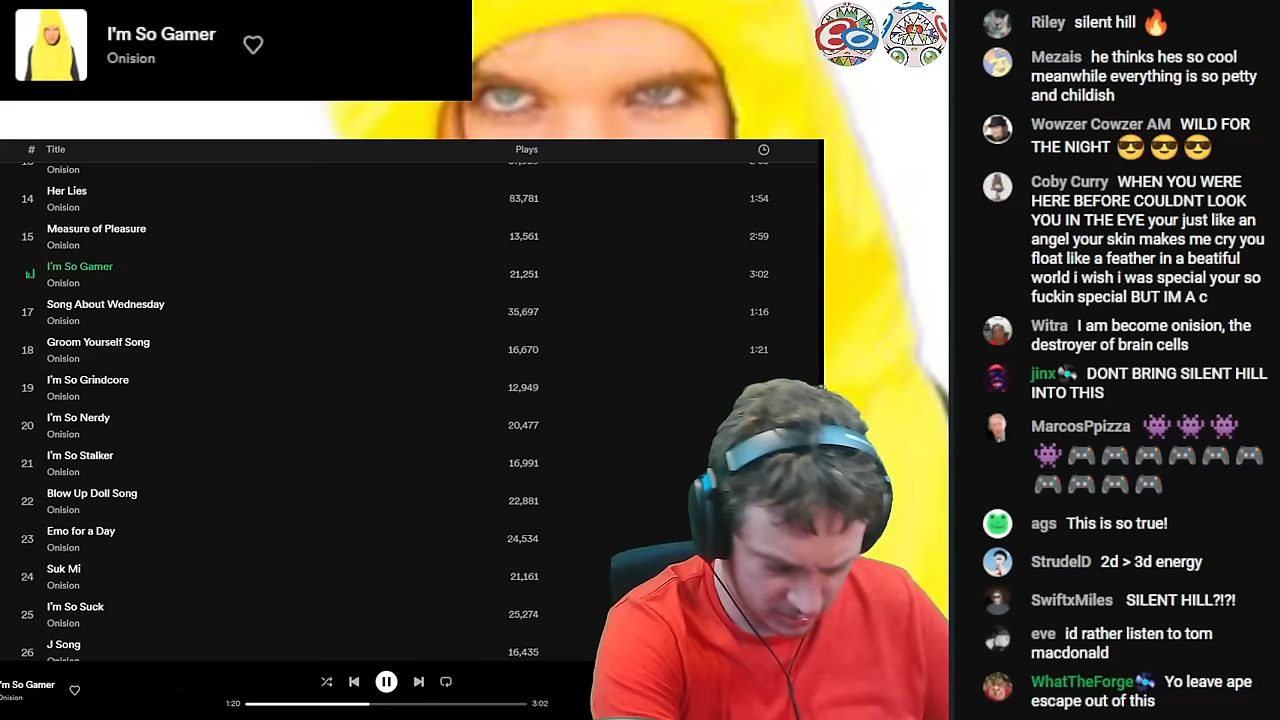 I'm So Gamer
Onision
# Title Plays
Onision
14 Her Lies 83,781 1:54
Onision
15 Measure of Pleasure 13,561 2:59
Onision
I'm So Gamer 21,251 3:02
Onision
17 Song About Wednesday 35,697 1:16
Onision
18 Groom Yourself Song 16,670 1:21
Onision
19 I'm So Grindcore 12,949
Onision
20 I'm So Nerdy 20,477
Onision
21 I'm So Stalker 16,991
Onision
22 Blow Up Doll Song 22,881
Onision
23 Emo for a Day 24,534
Onision
24 Suk Mi 21,161
Onision
25 I'm So Suck 25,274
Onision
26 J Song 16,435
'm So Gamer
Onision
1:20 3:02
Riley silent hill 🔥
Mezais he thinks hes so cool
meanwhile everything is so petty
and childish
Wowzer Cowzer AM WILD FOR
THE NIGHT 😎 😎 😎
Coby Curry WHEN YOU WERE
HERE BEFORE COULDNT LOOK
YOU IN THE EYE your just like an
angel your skin makes me cry you
float like a feather in a beatiful
world i wish i was special your so
fuckin special BUT IM A c
Witra I am become onision, the
destroyer of brain cells
jinx DONT BRING SILENT HILL
INTO THIS
MarcosPpizza 👾 👾 👾
👾 🎮 🎮 🎮 🎮 🎮 🎮
🎮 🎮 🎮 🎮
ags This is so true!
StrudelD 2d > 3d energy
SwiftxMiles SILENT HILL?!?!
eve id rather listen to tom
macdonald
WhatTheForge Yo leave ape
escape out of this